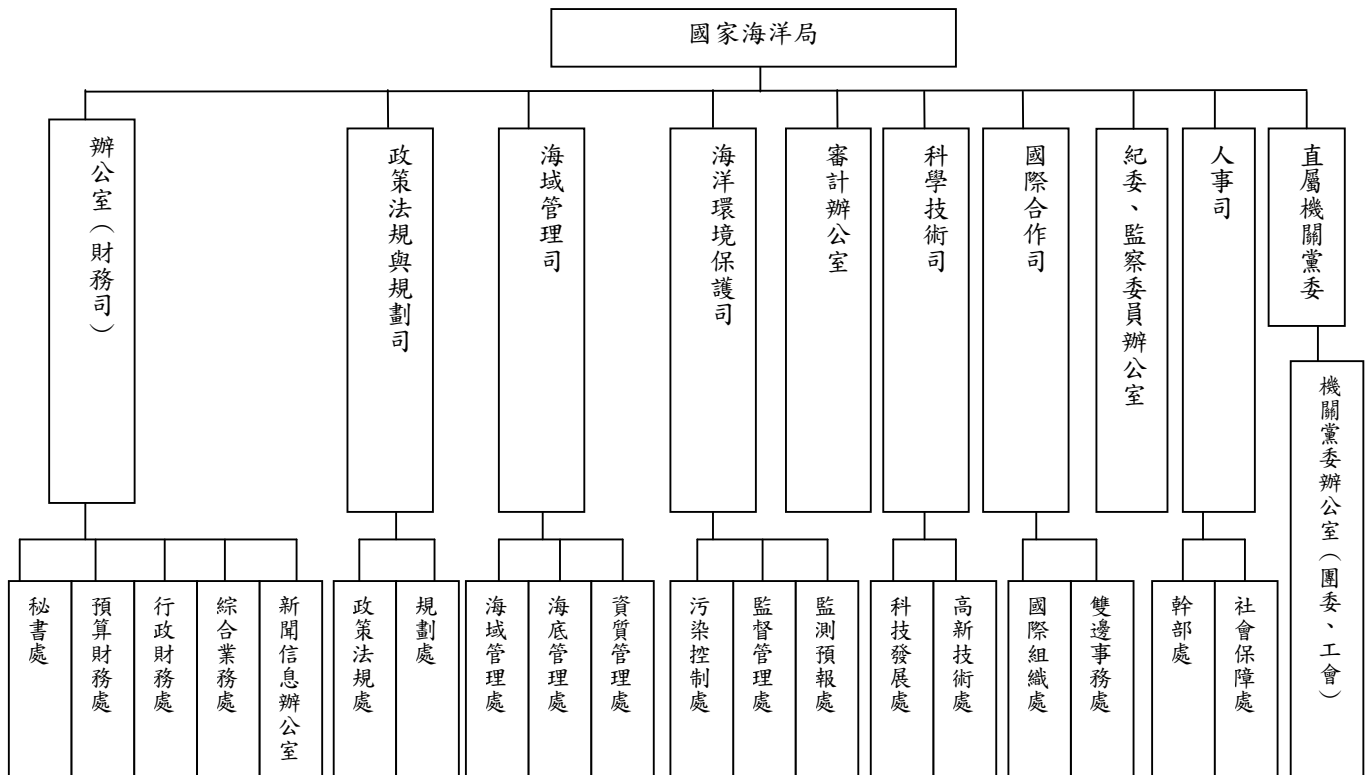 國家海洋局
辦公室（財務司）
政策法規與規劃司
海域管理司
海洋環境保護司
審計辦公室
科學技術司
國際合作司
紀委、監察委員辦公室
人事司
直屬機關黨委
機關黨委辦公室（團委、工會）
秘書處
預算財務處
行政財務處
綜合業務處
新聞信息辦公室
政策法規處
規劃處
海域管理處
海底管理處
資質管理處
污染控制處
監督管理處
監測預報處
科技發展處
高新技術處
國際組織處
雙邊事務處
幹部處
社會保障處